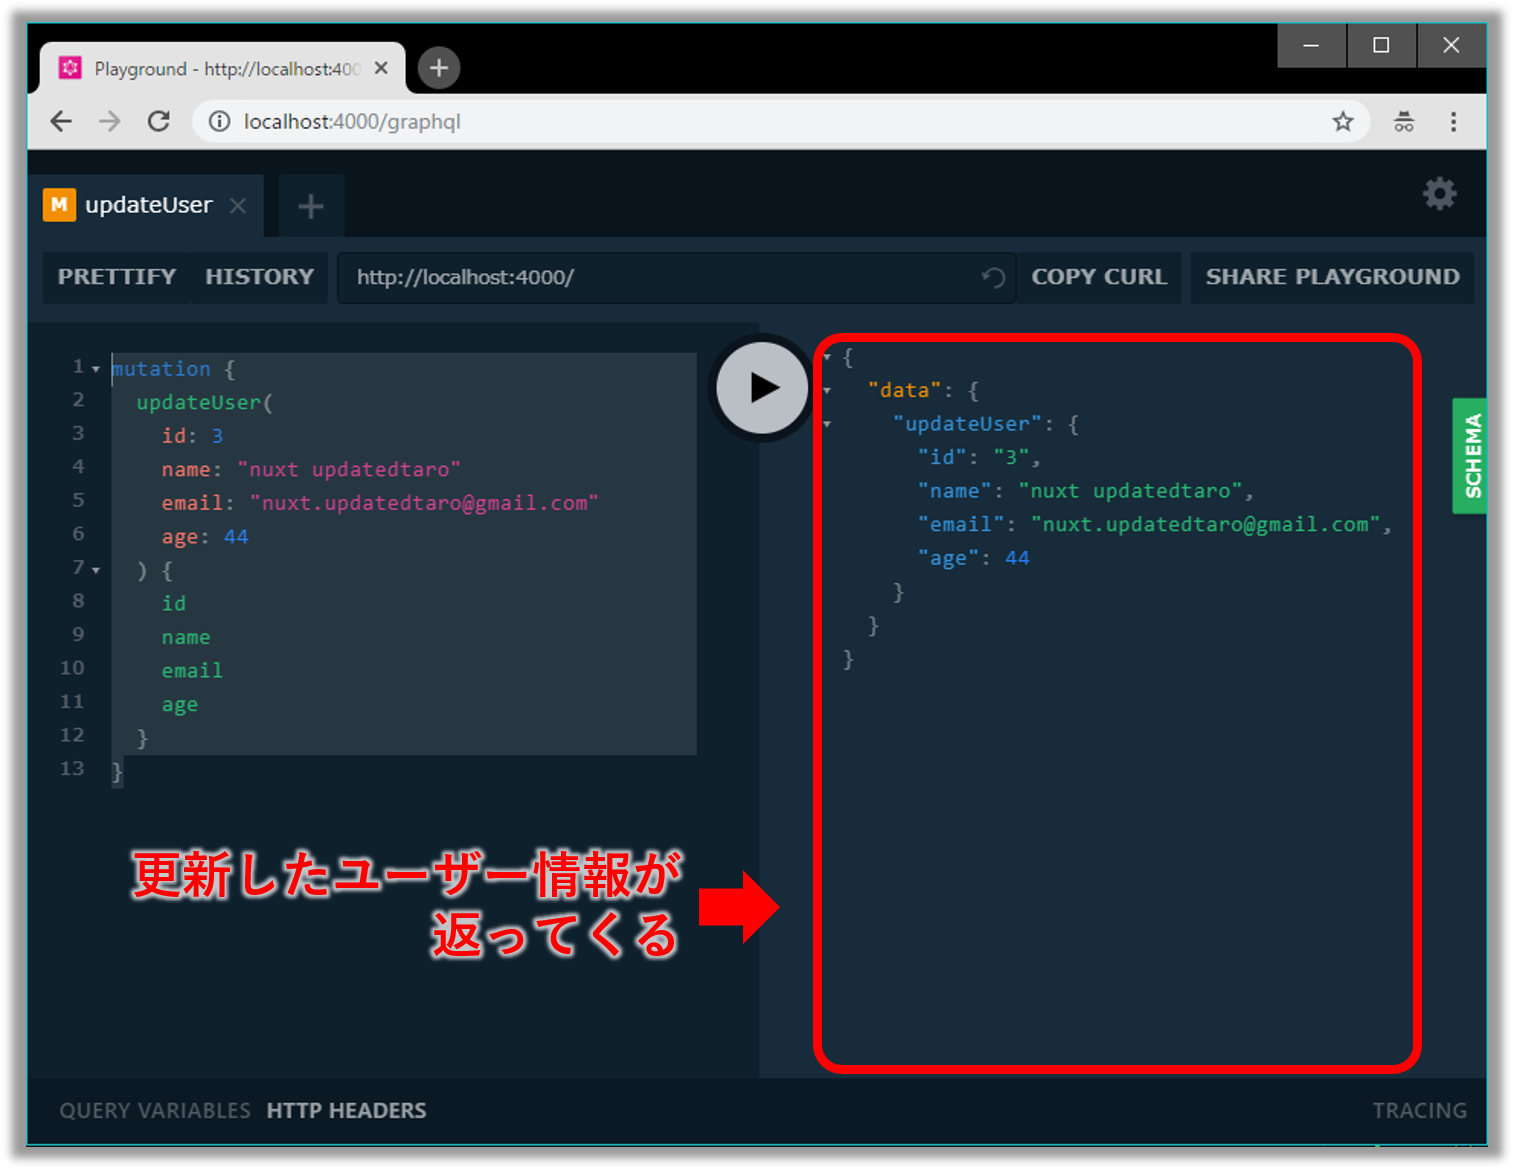 Playground - http://localhost:400
localhost:4000/graphql
M updateUser
PRETTIFY HISTORY http://localhost:4000/ COPY CURL SHARE PLAYGROUND
1 mutation {
2 updateUser(
3 id: 3
4 name: "nuxt updatedtaro"
5 email: "nuxt.updatedtaro@gmail.com"
6 age: 44
7 ) {
8 id
9 name
10 email
11 age
12 }
13 }
{
"data": {
"updateUser": {
"id": "3",
"name": "nuxt updatedtaro",
"email": "nuxt.updatedtaro@gmail.com",
"age": 44
}
}
}
SCHEMA
更新したユーザー情報が
返ってくる
QUERY VARIABLES HTTP HEADERS TRACING